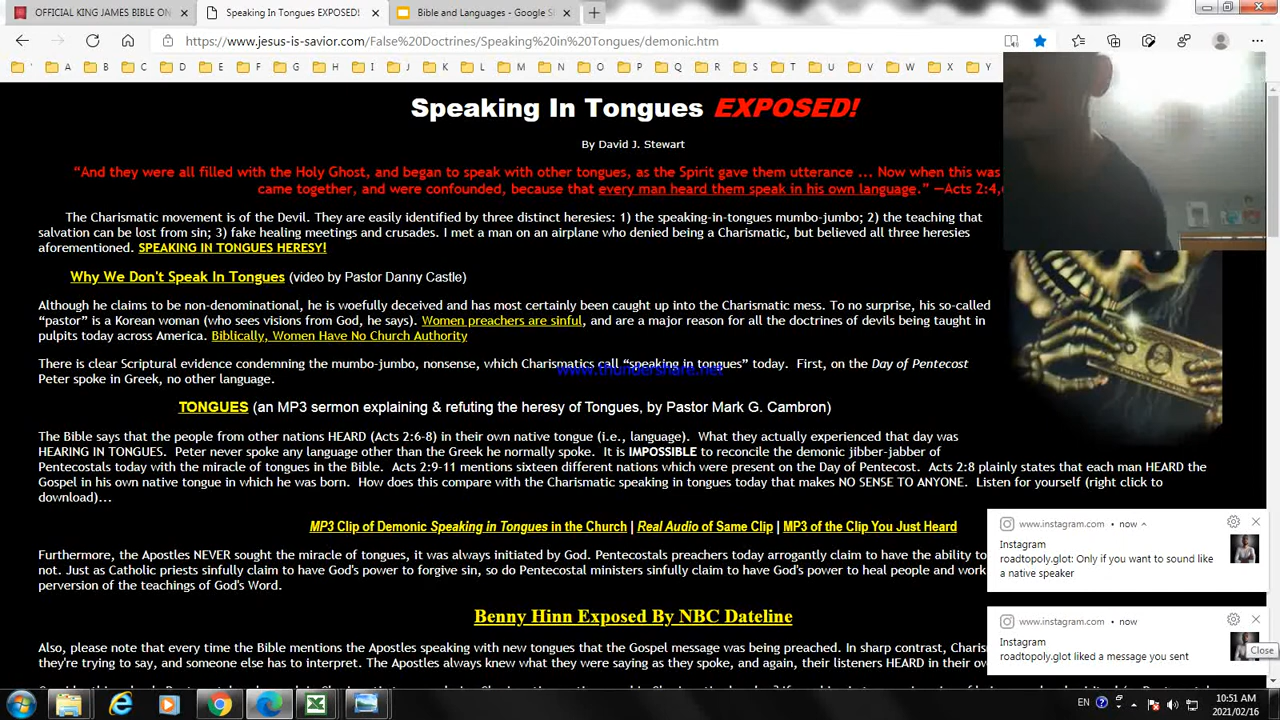 OFFICIAL KING JAMES BIBLE ON
Speaking In Tongues EXPOSED!
Bible and Languages - Google S
https://www.jesus-is-savior.com/False%20Doctrines/Speaking%20in%20Tongues/demonic.htm
' A B C D E F G H I J K L M N O P Q R S T U V W X Y
Speaking In Tongues EXPOSED!
By David J. Stewart
“And they were all filled with the Holy Ghost, and began to speak with other tongues, as the Spirit gave them utterance ... Now when this was
came together, and were confounded, because that every man heard them speak in his own language.” —Acts 2:4,
The Charismatic movement is of the Devil. They are easily identified by three distinct heresies: 1) the speaking-in-tongues mumbo-jumbo; 2) the teaching that
salvation can be lost from sin; 3) fake healing meetings and crusades. I met a man on an airplane who denied being a Charismatic, but believed all three heresies
aforementioned. SPEAKING IN TONGUES HERESY!
Why We Don't Speak In Tongues (video by Pastor Danny Castle)
Although he claims to be non-denominational, he is woefully deceived and has most certainly been caught up into the Charismatic mess. To no surprise, his so-called
“pastor” is a Korean woman (who sees visions from God, he says). Women preachers are sinful, and are a major reason for all the doctrines of devils being taught in
pulpits today across America. Biblically, Women Have No Church Authority
There is clear Scriptural evidence condemning the mumbo-jumbo, nonsense, which Charismatics call “speaking in tongues” today. First, on the Day of Pentecost
www.thundershare.net
Peter spoke in Greek, no other language.
TONGUES (an MP3 sermon explaining & refuting the heresy of Tongues, by Pastor Mark G. Cambron)
The Bible says that the people from other nations HEARD (Acts 2:6-8) in their own native tongue (i.e., language). What they actually experienced that day was
HEARING IN TONGUES. Peter never spoke any language other than the Greek he normally spoke. It is IMPOSSIBLE to reconcile the demonic jibber-jabber of
Pentecostals today with the miracle of tongues in the Bible. Acts 2:9-11 mentions sixteen different nations which were present on the Day of Pentecost. Acts 2:8 plainly states that each man HEARD the
Gospel in his own native tongue in which he was born. How does this compare with the Charismatic speaking in tongues today that makes NO SENSE TO ANYONE. Listen for yourself (right click to
download)...
MP3 Clip of Demonic Speaking in Tongues in the Church | Real Audio of Same Clip | MP3 of the Clip You Just Heard
Furthermore, the Apostles NEVER sought the miracle of tongues, it was always initiated by God. Pentecostals preachers today arrogantly claim to have the ability to
not. Just as Catholic priests sinfully claim to have God's power to forgive sin, so do Pentecostal ministers sinfully claim to have God's power to heal people and work
perversion of the teachings of God's Word.
Benny Hinn Exposed By NBC Dateline
Also, please note that every time the Bible mentions the Apostles speaking with new tongues that the Gospel message was being preached. In sharp contrast, Charis
they're trying to say, and someone else has to interpret. The Apostles always knew what they were saying as they spoke, and again, their listeners HEARD in their ow
www.instagram.com • now
Instagram
roadtopoly.glot: Only if you want to sound like
a native speaker
www.instagram.com • now
Instagram
roadtopoly.glot liked a message you sent
Close
EN
10:51 AM
2021/02/16